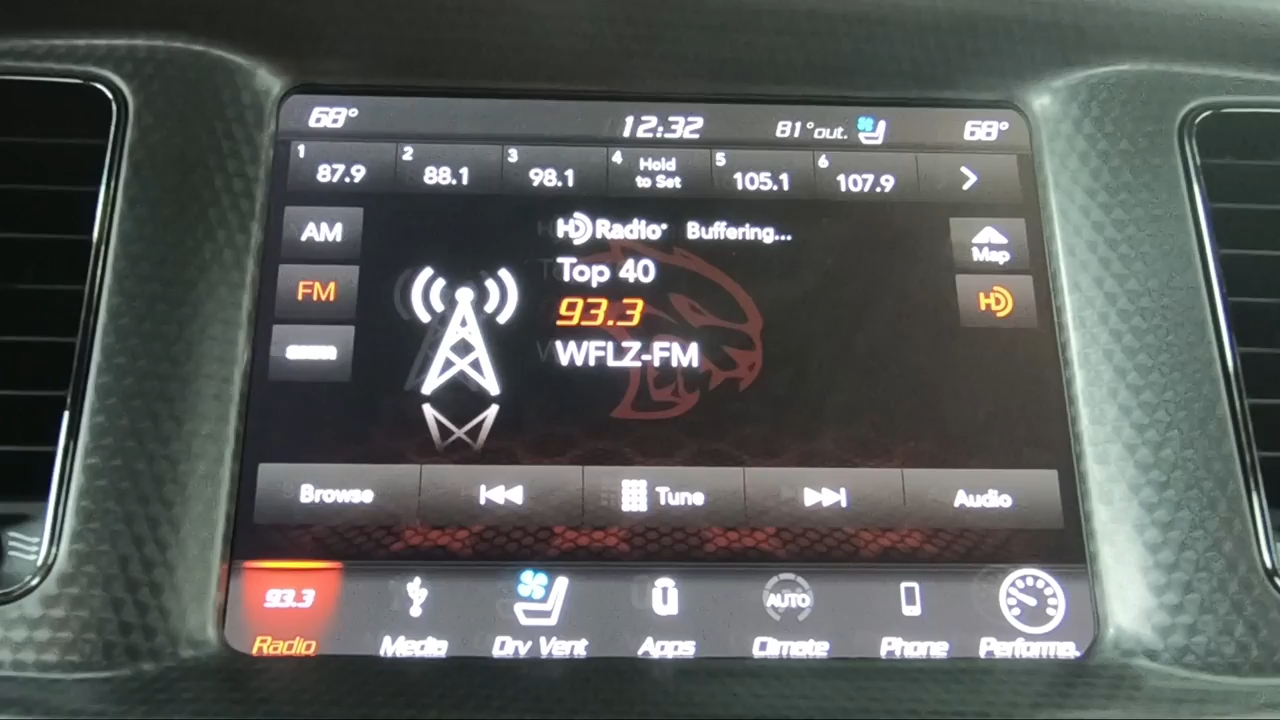 68° 12:32 81°out. 68°
1 87.9 2 88.1 3 98.1 4 Hold to Set 5 105.1 6 107.9
AM HD Radio Buffering... Map
Top 40
FM 93.3 HD
WFLZ-FM
Browse Tune Audio
93.3 AUTO
Radio Media Drv Vent Apps Climate Phone Performa.